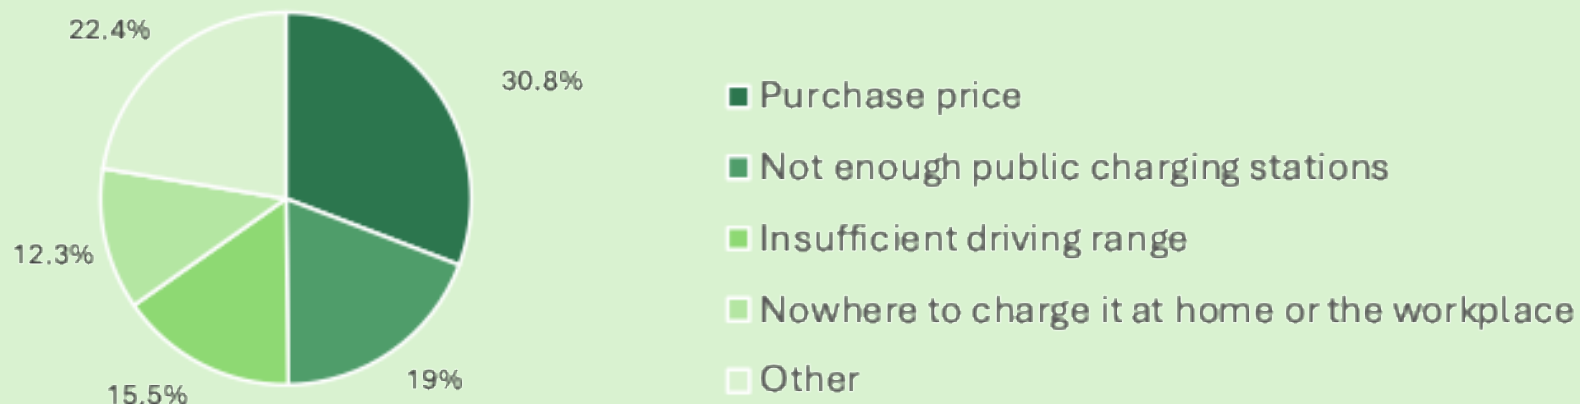 22.4%
30.8%
12.3%
15.5%
19%
Purchase price
Not enough public charging stations
Insufficient driving range
Nowhere to charge it at home or the workplace
Other